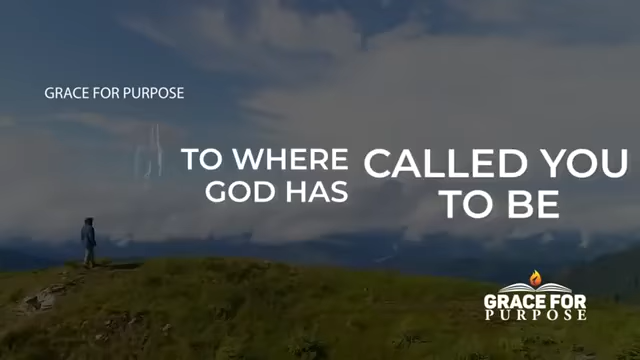 GRACE FOR PURPOSE
TO WHERE
GOD HAS
CALLED YOU
TO BE
GRACE FOR
PURPOSE